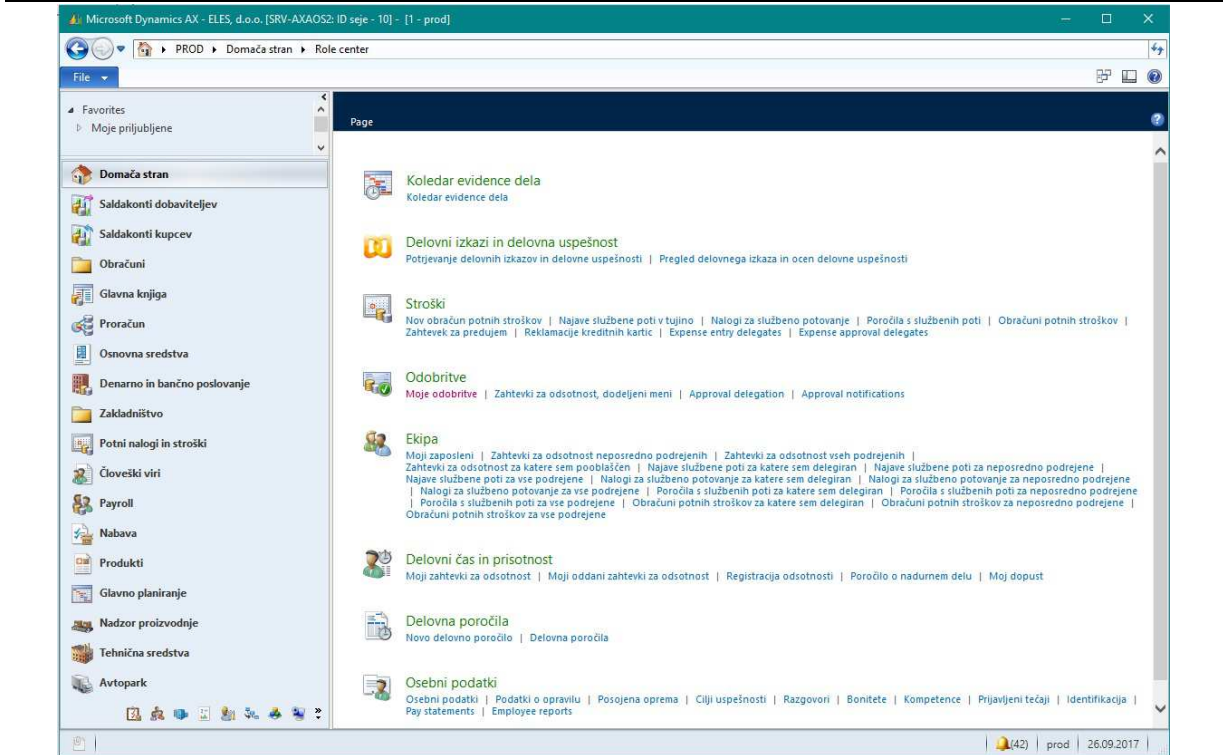 Microsoft Dynamics AX - ELES, d.o.o. [SRV-AXAOS2: ID seje - 10] - [1 - prod]
PROD ▸ Domača stran ▸ Role center
File
Favorites
Moje priljubljene
Domača stran
Saldakonti dobaviteljev
Saldakonti kupcev
Obračuni
Glavna knjiga
Proračun
Osnovna sredstva
Denarno in bančno poslovanje
Zakladništvo
Potni nalogi in stroški
Človeški viri
Payroll
Nabava
Produkti
Glavno planiranje
Nadzor proizvodnje
Tehnična sredstva
Avtopark
Page
Koledar evidence dela
Koledar evidence dela
Delovni izkazi in delovna uspešnost
Potrjevanje delovnih izkazov in delovne uspešnosti | Pregled delovnega izkaza in ocen delovne uspešnosti
Stroški
Nov obračun potnih stroškov | Najave službene poti v tujino | Nalogi za službeno potovanje | Poročila s službenih poti | Obračuni potnih stroškov |
Zahtevek za predujem | Reklamacije kreditnih kartic | Expense entry delegates | Expense approval delegates
Odobritve
Moje odobritve | Zahtevki za odsotnost, dodeljeni meni | Approval delegation | Approval notifications
Ekipa
Moji zaposleni | Zahtevki za odsotnost neposredno podrejenih | Zahtevki za odsotnost vseh podrejenih |
Zahtevki za odsotnost za katere sem pooblaščen | Najave službene poti za katere sem delegiran | Najave službene poti za neposredno podrejene |
Najave službene poti za vse podrejene | Nalogi za službeno potovanje za katere sem delegiran | Nalogi za službeno potovanje za neposredno podrejene
| Nalogi za službeno potovanje za vse podrejene | Poročila s službenih poti za katere sem delegiran | Poročila s službenih poti za neposredno podrejene
| Poročila s službenih poti za vse podrejene | Obračuni potnih stroškov za katere sem delegiran | Obračuni potnih stroškov za neposredno podrejene |
Obračuni potnih stroškov za vse podrejene
Delovni čas in prisotnost
Moji zahtevki za odsotnost | Moji oddani zahtevki za odsotnost | Registracija odsotnosti | Poročilo o nadurnem delu | Moj dopust
Delovna poročila
Novo delovno poročilo | Delovna poročila
Osebni podatki
Osebni podatki | Podatki o opravilu | Posojena oprema | Cilji uspešnosti | Razgovori | Bonitete | Kompetence | Prijavljeni tečaji | Identifikacija |
Pay statements | Employee reports
(42) | prod | 26.09.2017